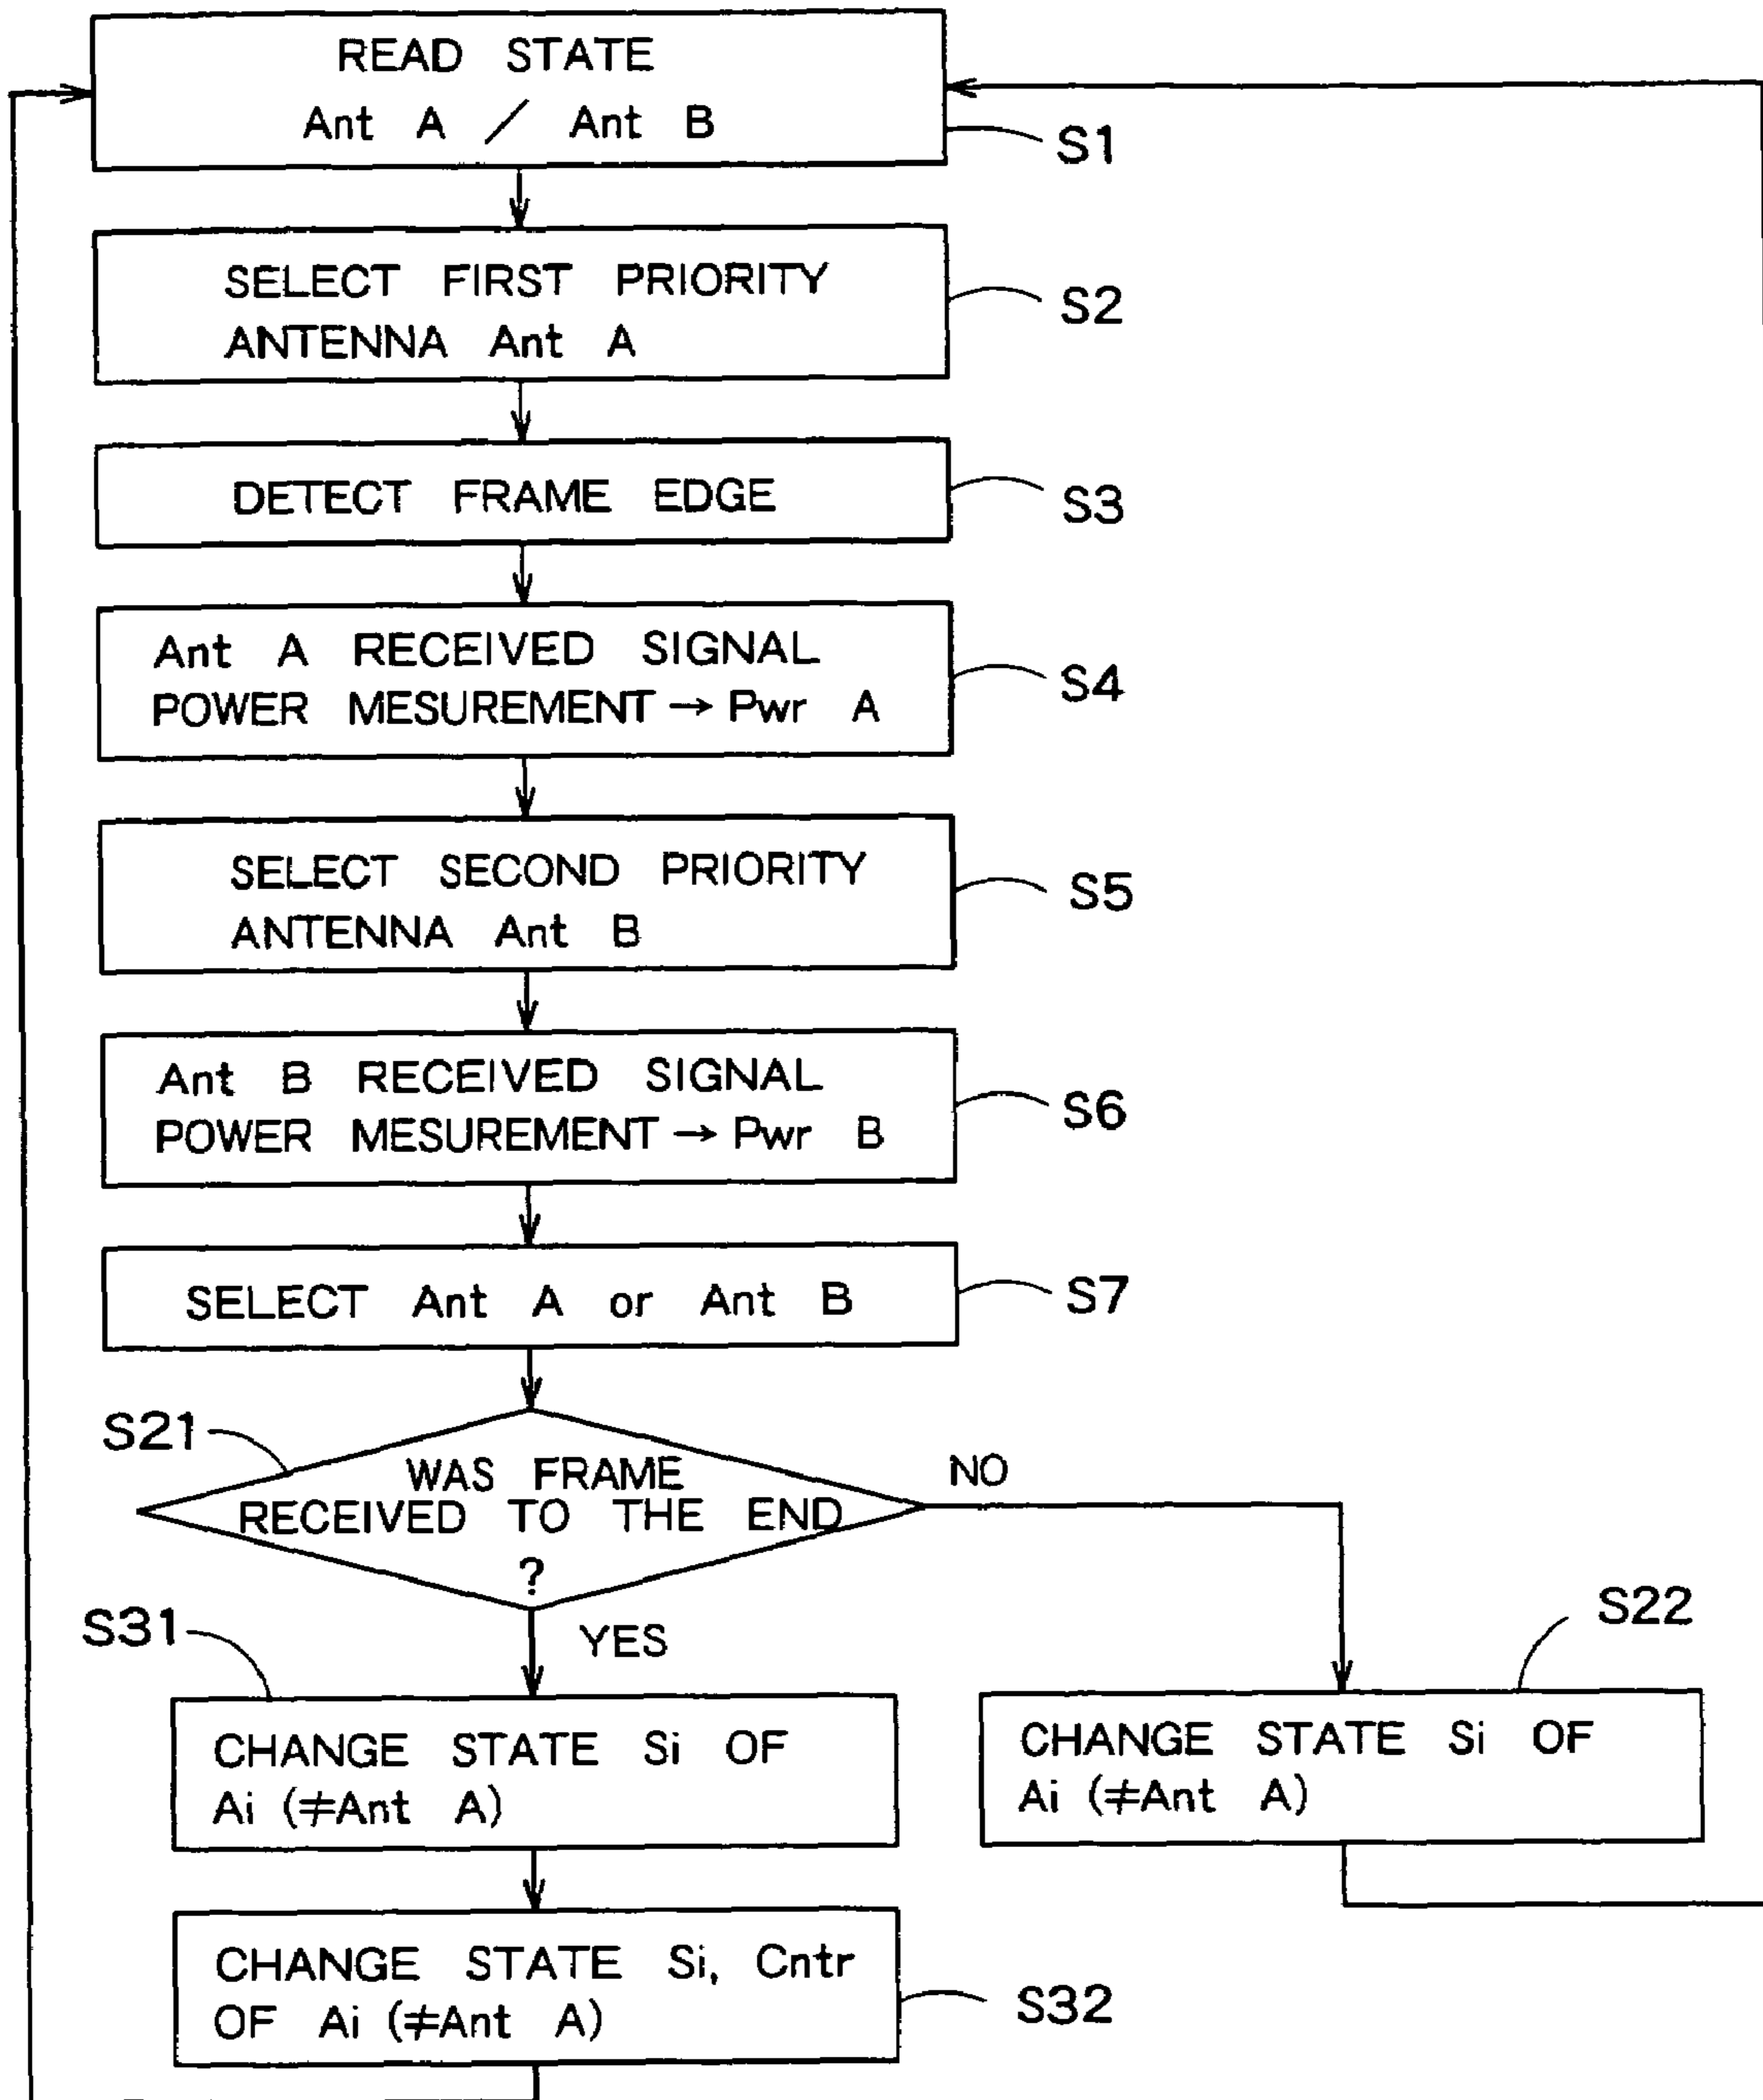 READ STATE
Ant A / Ant B
S1
SELECT FIRST PRIORITY
ANTENNA Ant A
S2
DETECT FRAME EDGE
S3
Ant A RECEIVED SIGNAL
POWER MESUREMENT → Pwr A
S4
SELECT SECOND PRIORITY
ANTENNA Ant B
S5
Ant B RECEIVED SIGNAL
POWER MESUREMENT → Pwr B
S6
SELECT Ant A or Ant B
S7
S21
WAS FRAME
RECEIVED TO THE END
?
NO
YES
S31
CHANGE STATE Si OF
Ai (≠Ant A)
S22
CHANGE STATE Si OF
Ai (≠Ant A)
CHANGE STATE Si, Cntr
OF Ai (≠Ant A)
S32